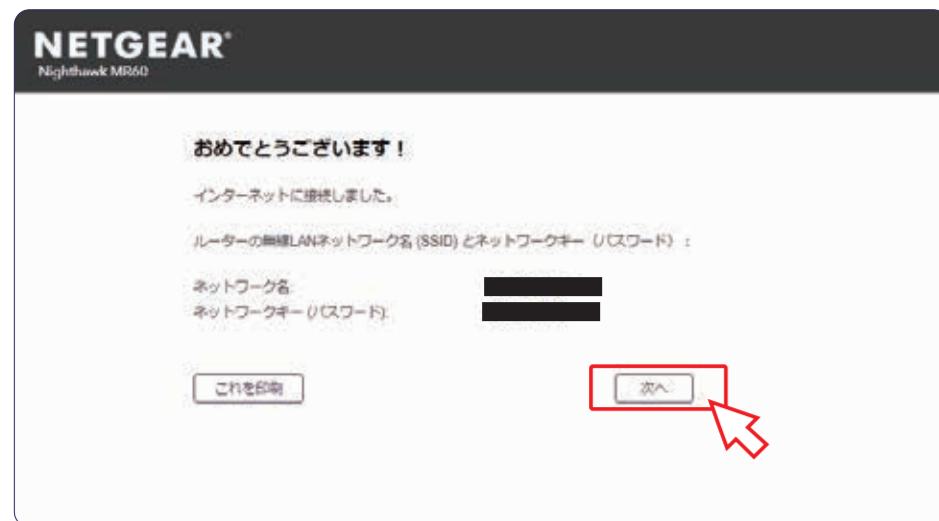 NETGEAR®
Nighthawk MR60
おめでとうございます！
インターネットに接続しました。
ルーターの無線LANネットワーク名 (SSID) とネットワークキー（パスワード）：
ネットワーク名
ネットワークキー (パスワード):
これを印刷
次へ